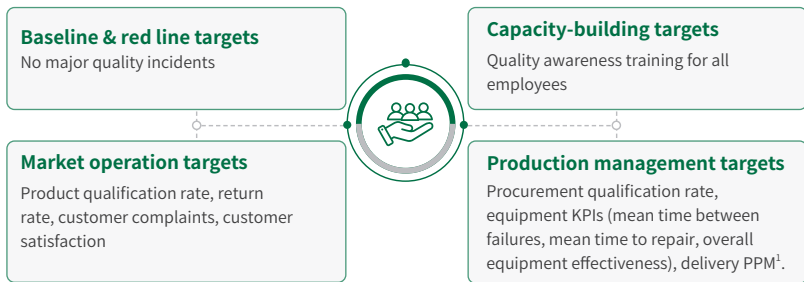 Baseline & red line targets
No major quality incidents
Capacity-building targets
Quality awareness training for all
employees
Market operation targets
Product qualification rate, return
rate, customer complaints, customer
satisfaction
Production management targets
Procurement qualification rate,
equipment KPIs (mean time between
failures, mean time to repair, overall
equipment effectiveness), delivery PPM¹.